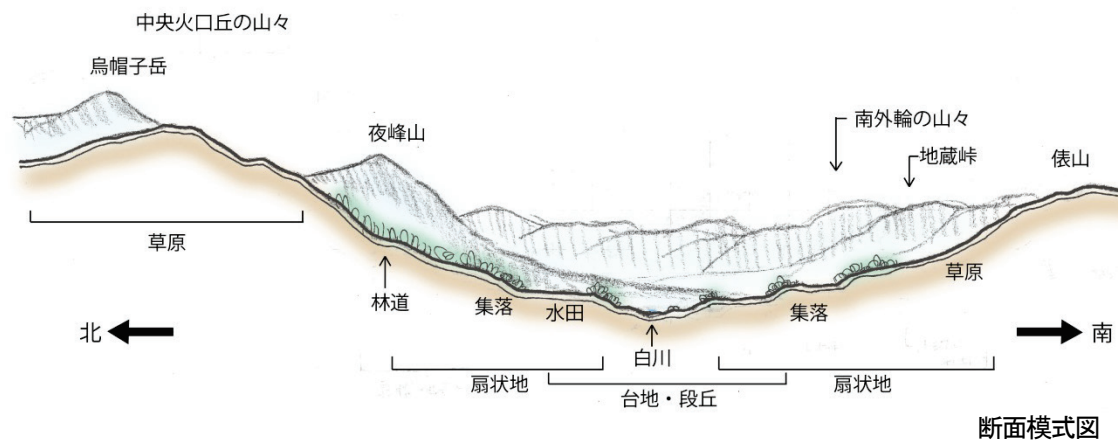 中央火口丘の山々
烏帽子岳
夜峰山
南外輪の山々
地蔵峠
俵山
草原
林道
集落
水田
白川
集落
草原
北
南
扇状地
台地・段丘
扇状地
断面模式図